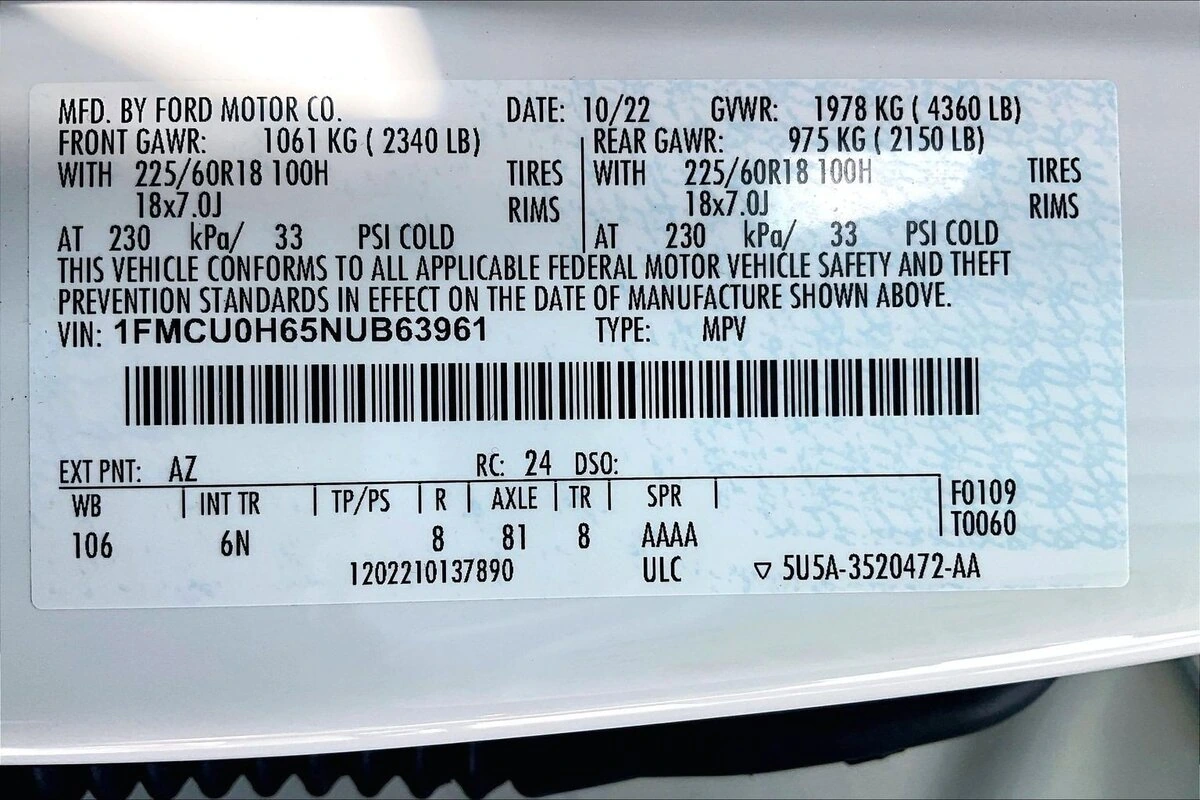 MFD. BY FORD MOTOR CO. DATE: 10/22 GVWR: 1978 KG ( 4360 LB)
FRONT GAWR: 1061 KG ( 2340 LB) REAR GAWR: 975 KG ( 2150 LB)
WITH 225/60R18 100H TIRES WITH 225/60R18 100H TIRES
18x7.0J RIMS 18x7.0J RIMS
AT 230 kPa/ 33 PSI COLD AT 230 kPa/ 33 PSI COLD
THIS VEHICLE CONFORMS TO ALL APPLICABLE FEDERAL MOTOR VEHICLE SAFETY AND THEFT
PREVENTION STANDARDS IN EFFECT ON THE DATE OF MANUFACTURE SHOWN ABOVE.
VIN: 1FMCU0H65NUB63961 TYPE: MPV
EXT PNT: AZ RC: 24 DSO:
WB INT TR TP/PS R AXLE TR SPR F0109
106 6N 8 81 8 AAAA T0060
1202210137890 ULC ▽ 5U5A-3520472-AA